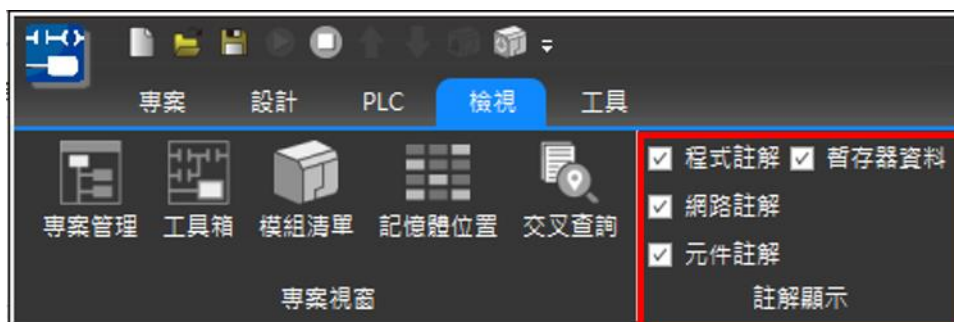 專案 設計 PLC 檢視 工具
專案管理 工具箱 模組清單 記憶體位置 交叉查詢
專案視窗
程式註解 暫存器資料
網路註解
元件註解
註解顯示